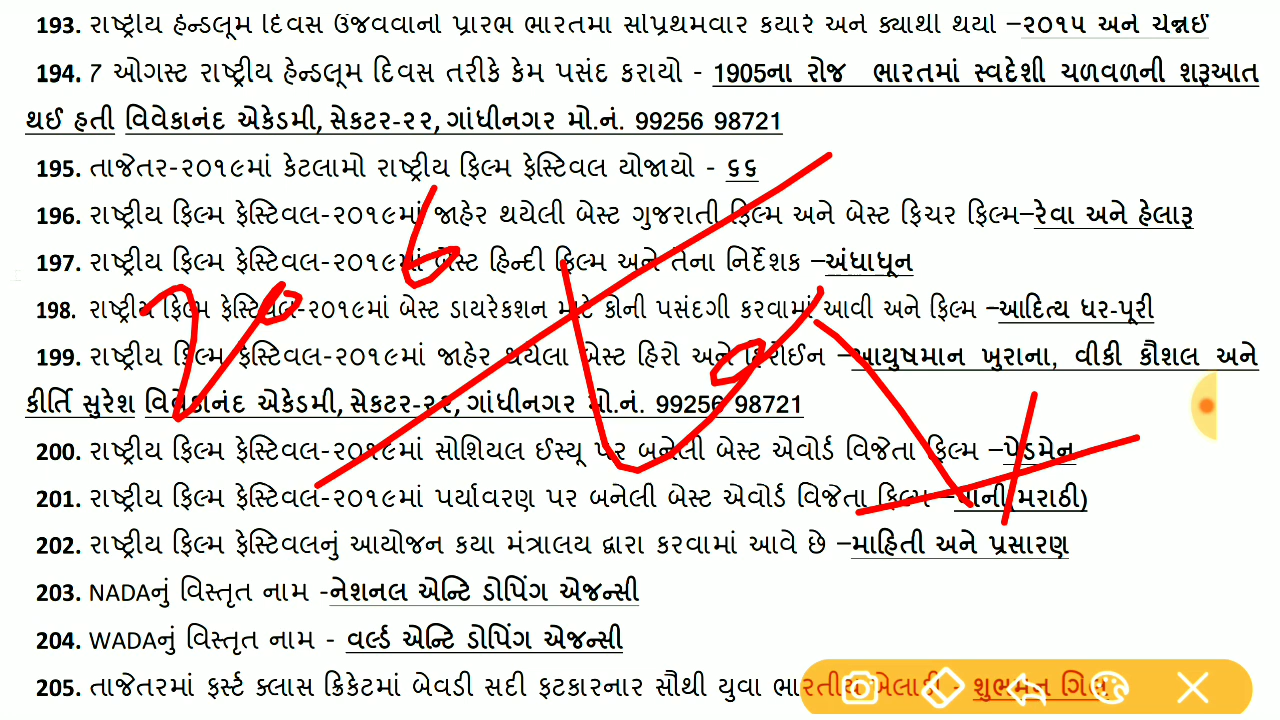 193. રાષ્ટ્રીય હેન્ડલૂમ દિવસ ઉજવવાનો પ્રારંભ ભારતમાં સૌપ્રથમવાર ક્યારે અને ક્યાથી થયો –૨૦૧૫ અને ચેન્નઈ
194. 7 ઓગસ્ટ રાષ્ટ્રીય હેન્ડલૂમ દિવસ તરીકે કેમ પસંદ કરાયો - 1905ના રોજ ભારતમાં સ્વદેશી ચળવળની શરૂઆત
થઈ હતી વિવેકાનંદ એકેડમી, સેકટર-૨૨, ગાંધીનગર મો.નં. 99256 98721
195. તાજેતર-૨૦૧૯માં કેટલામો રાષ્ટ્રીય ફિલ્મ ફેસ્ટિવલ યોજાયો - ૬૬
196. રાષ્ટ્રીય ફિલ્મ ફેસ્ટિવલ-૨૦૧૯માં જાહેર થયેલી બેસ્ટ ગુજરાતી ફિલ્મ અને બેસ્ટ ફિચર ફિલ્મ–રેવા અને હેલારૂ
197. રાષ્ટ્રીય ફિલ્મ ફેસ્ટિવલ-૨૦૧૯માં બેસ્ટ હિન્દી ફિલ્મ અને તેના નિર્દેશક –અંધાધૂન
198. રાષ્ટ્રીય ફિલ્મ ફેસ્ટિવલ-૨૦૧૯માં બેસ્ટ ડાયરેકશન માટે કોની પસંદગી કરવામાં આવી અને ફિલ્મ –આદિત્ય ધર-પૂરી
199. રાષ્ટ્રીય ફિલ્મ ફેસ્ટિવલ-૨૦૧૯માં જાહેર થયેલા બેસ્ટ હિરો અને હિરોઈન –આયુષમાન ખુરાના, વીકી કૌશલ અને
કીર્તિ સુરેશ વિવેકાનંદ એકેડમી, સેકટર-૨૨, ગાંધીનગર મો.નં. 99256 98721
200. રાષ્ટ્રીય ફિલ્મ ફેસ્ટિવલ-૨૦૧૯માં સોશિયલ ઈસ્યૂ પર બનેલી બેસ્ટ એવોર્ડ વિજેતા ફિલ્મ –પેડમેન
201. રાષ્ટ્રીય ફિલ્મ ફેસ્ટિવલ-૨૦૧૯માં પર્યાવરણ પર બનેલી બેસ્ટ એવોર્ડ વિજેતા ફિલ્મ –પાની(મરાઠી)
202. રાષ્ટ્રીય ફિલ્મ ફેસ્ટિવલનું આયોજન કયા મંત્રાલય દ્વારા કરવામાં આવે છે –માહિતી અને પ્રસારણ
203. NADAનું વિસ્તૃત નામ -નેશનલ એન્ટિ ડોપિંગ એજન્સી
204. WADAનું વિસ્તૃત નામ - વર્લ્ડ એન્ટિ ડોપિંગ એજન્સી
205. તાજેતરમાં ફર્સ્ટ ક્લાસ ક્રિકેટમાં બેવડી સદી ફટકારનાર સૌથી યુવા ભારતીય ખેલાડી - શુભમન ગિલ